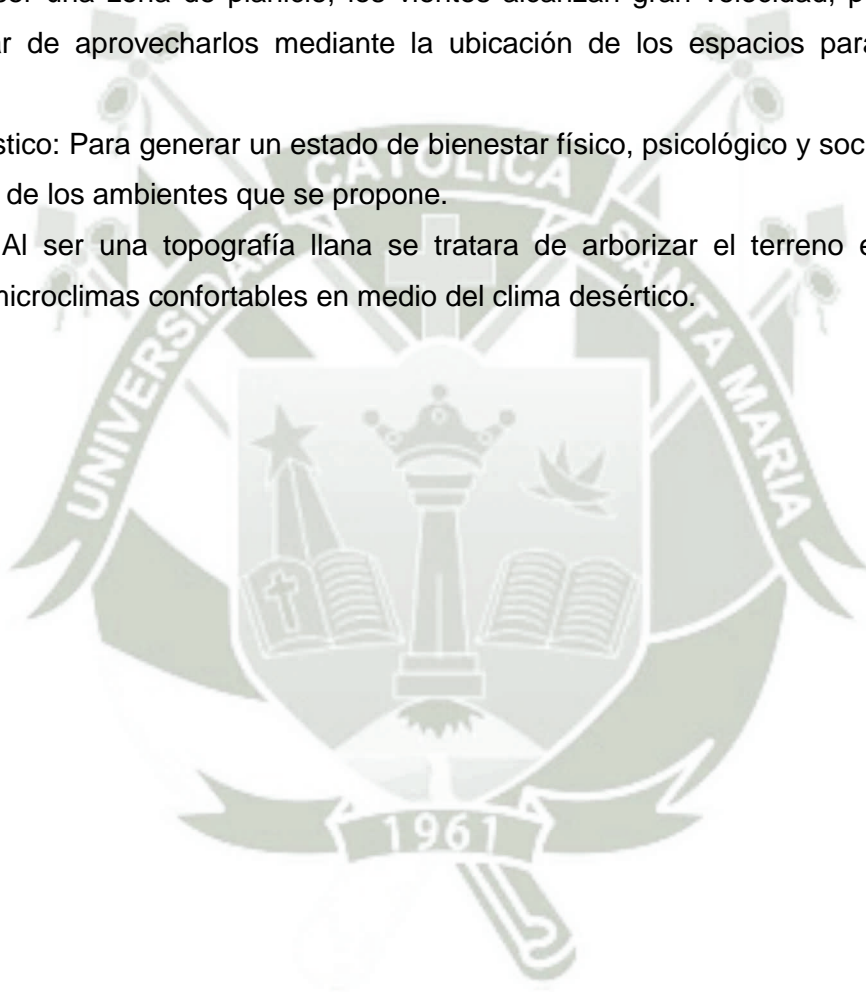 ser una zona de planicie, los vientos alcanzan gran velocidad, p
ar de aprovecharlos mediante la ubicación de los espacios para
stico: Para generar un estado de bienestar físico, psicológico y soc
de los ambientes que se propone.
Al ser una topografía llana se tratara de arborizar el terreno e
microclimas confortables en medio del clima desértico.
UNIVERSIDAD CATOLICA SANTA MARIA
1961